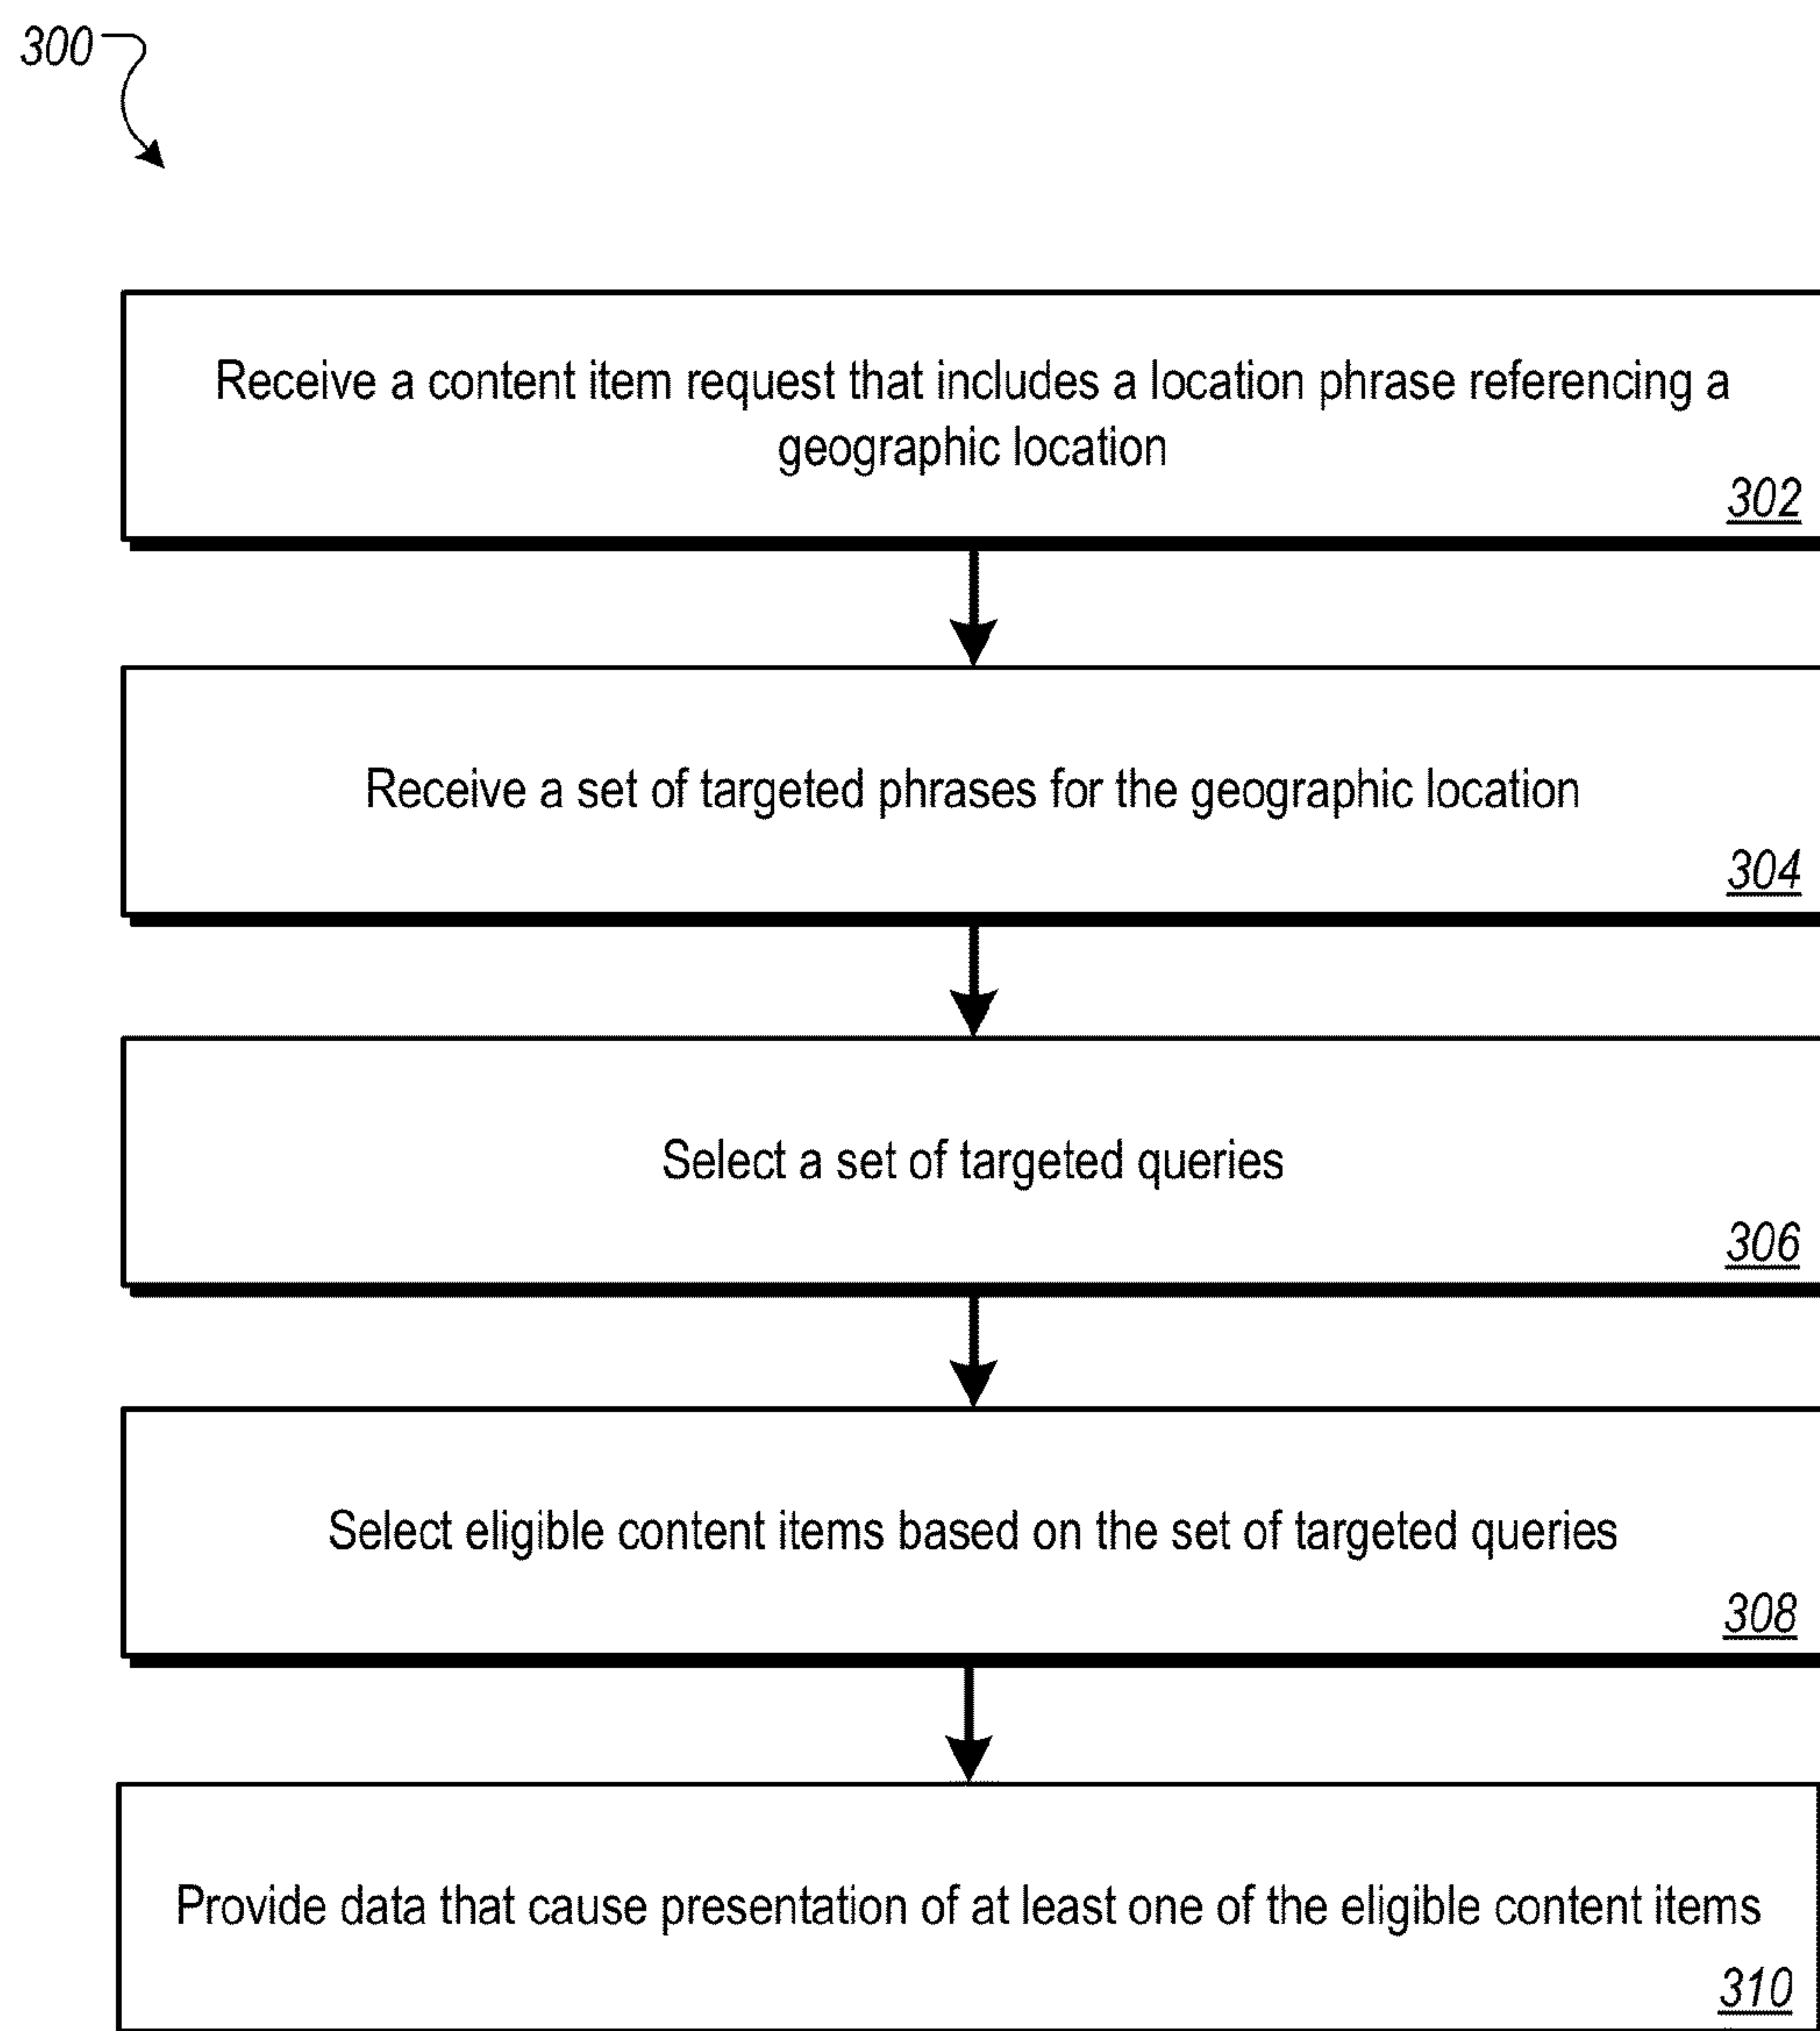 300
Receive a content item request that includes a location phrase referencing a
geographic location
302
Receive a set of targeted phrases for the geographic location
304
Select a set of targeted queries
306
Select eligible content items based on the set of targeted queries
308
Provide data that cause presentation of at least one of the eligible content items
310